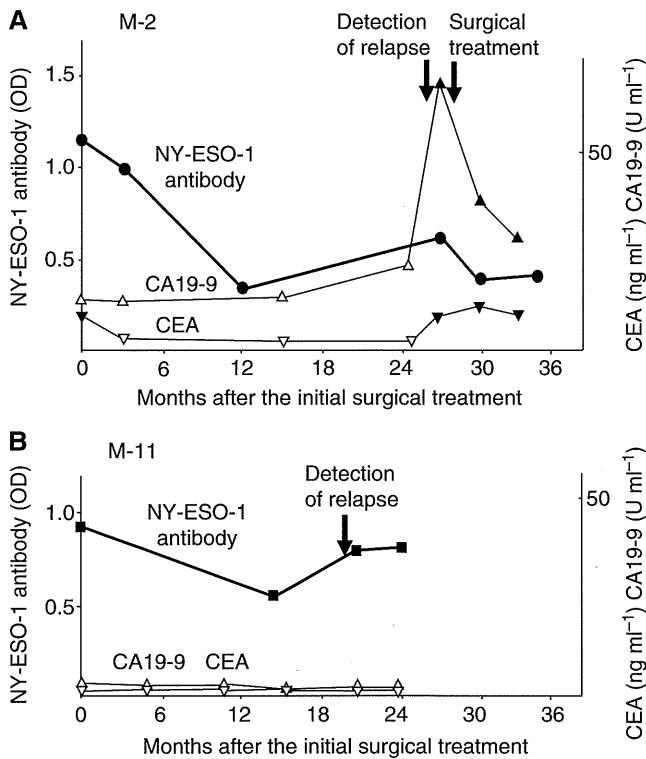 A
M-2
Detection
of relapse
Surgical
treatment
NY-ESO-1 antibody (OD)
1.5
1.0
0.5
NY-ESO-1
antibody
CA19-9
CEA
50
CEA (ng ml⁻¹) CA19-9 (U ml⁻¹)
0 6 12 18 24 30 36
Months after the initial surgical treatment
B
M-11
Detection
of relapse
NY-ESO-1 antibody (OD)
1.0
0.5
NY-ESO-1
antibody
CA19-9 CEA
50
CEA (ng ml⁻¹) CA19-9 (U ml⁻¹)
0 6 12 18 24 30 36
Months after the initial surgical treatment